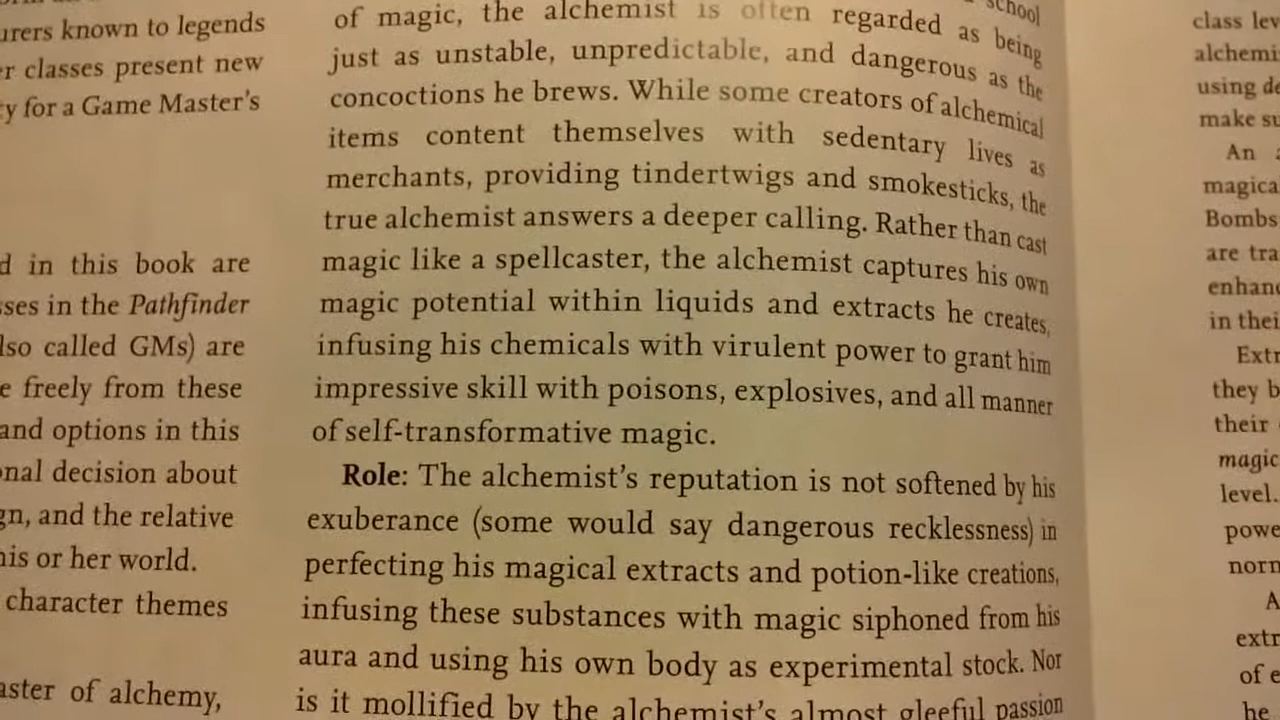 urers known to legends
r classes present new
y for a Game Master's
d in this book are
ses in the Pathfinder
lso called GMs) are
e freely from these
and options in this
onal decision about
gn, and the relative
his or her world.
character themes
aster of alchemy,
school
of magic, the alchemist is often regarded as being
just as unstable, unpredictable, and dangerous as the
concoctions he brews. While some creators of alchemical
items content themselves with sedentary lives as
merchants, providing tindertwigs and smokesticks, the
true alchemist answers a deeper calling. Rather than cast
magic like a spellcaster, the alchemist captures his own
magic potential within liquids and extracts he creates,
infusing his chemicals with virulent power to grant him
impressive skill with poisons, explosives, and all manner
of self-transformative magic.
Role: The alchemist's reputation is not softened by his
exuberance (some would say dangerous recklessness) in
perfecting his magical extracts and potion-like creations,
infusing these substances with magic siphoned from his
aura and using his own body as experimental stock. Nor
is it mollified by the alchemist's almost gleeful passion
class lev
alchemi
using de
make su
An
magica
Bombs
are tra
enhanc
in thei
Extr
they b
their
magic
level.
powe
norm
A
extr
of e
he